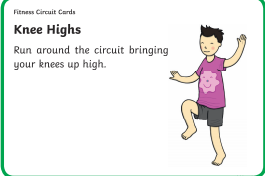 Fitness Circuit Cards
Knee Highs
Run around the circuit bringing
your knees up high.